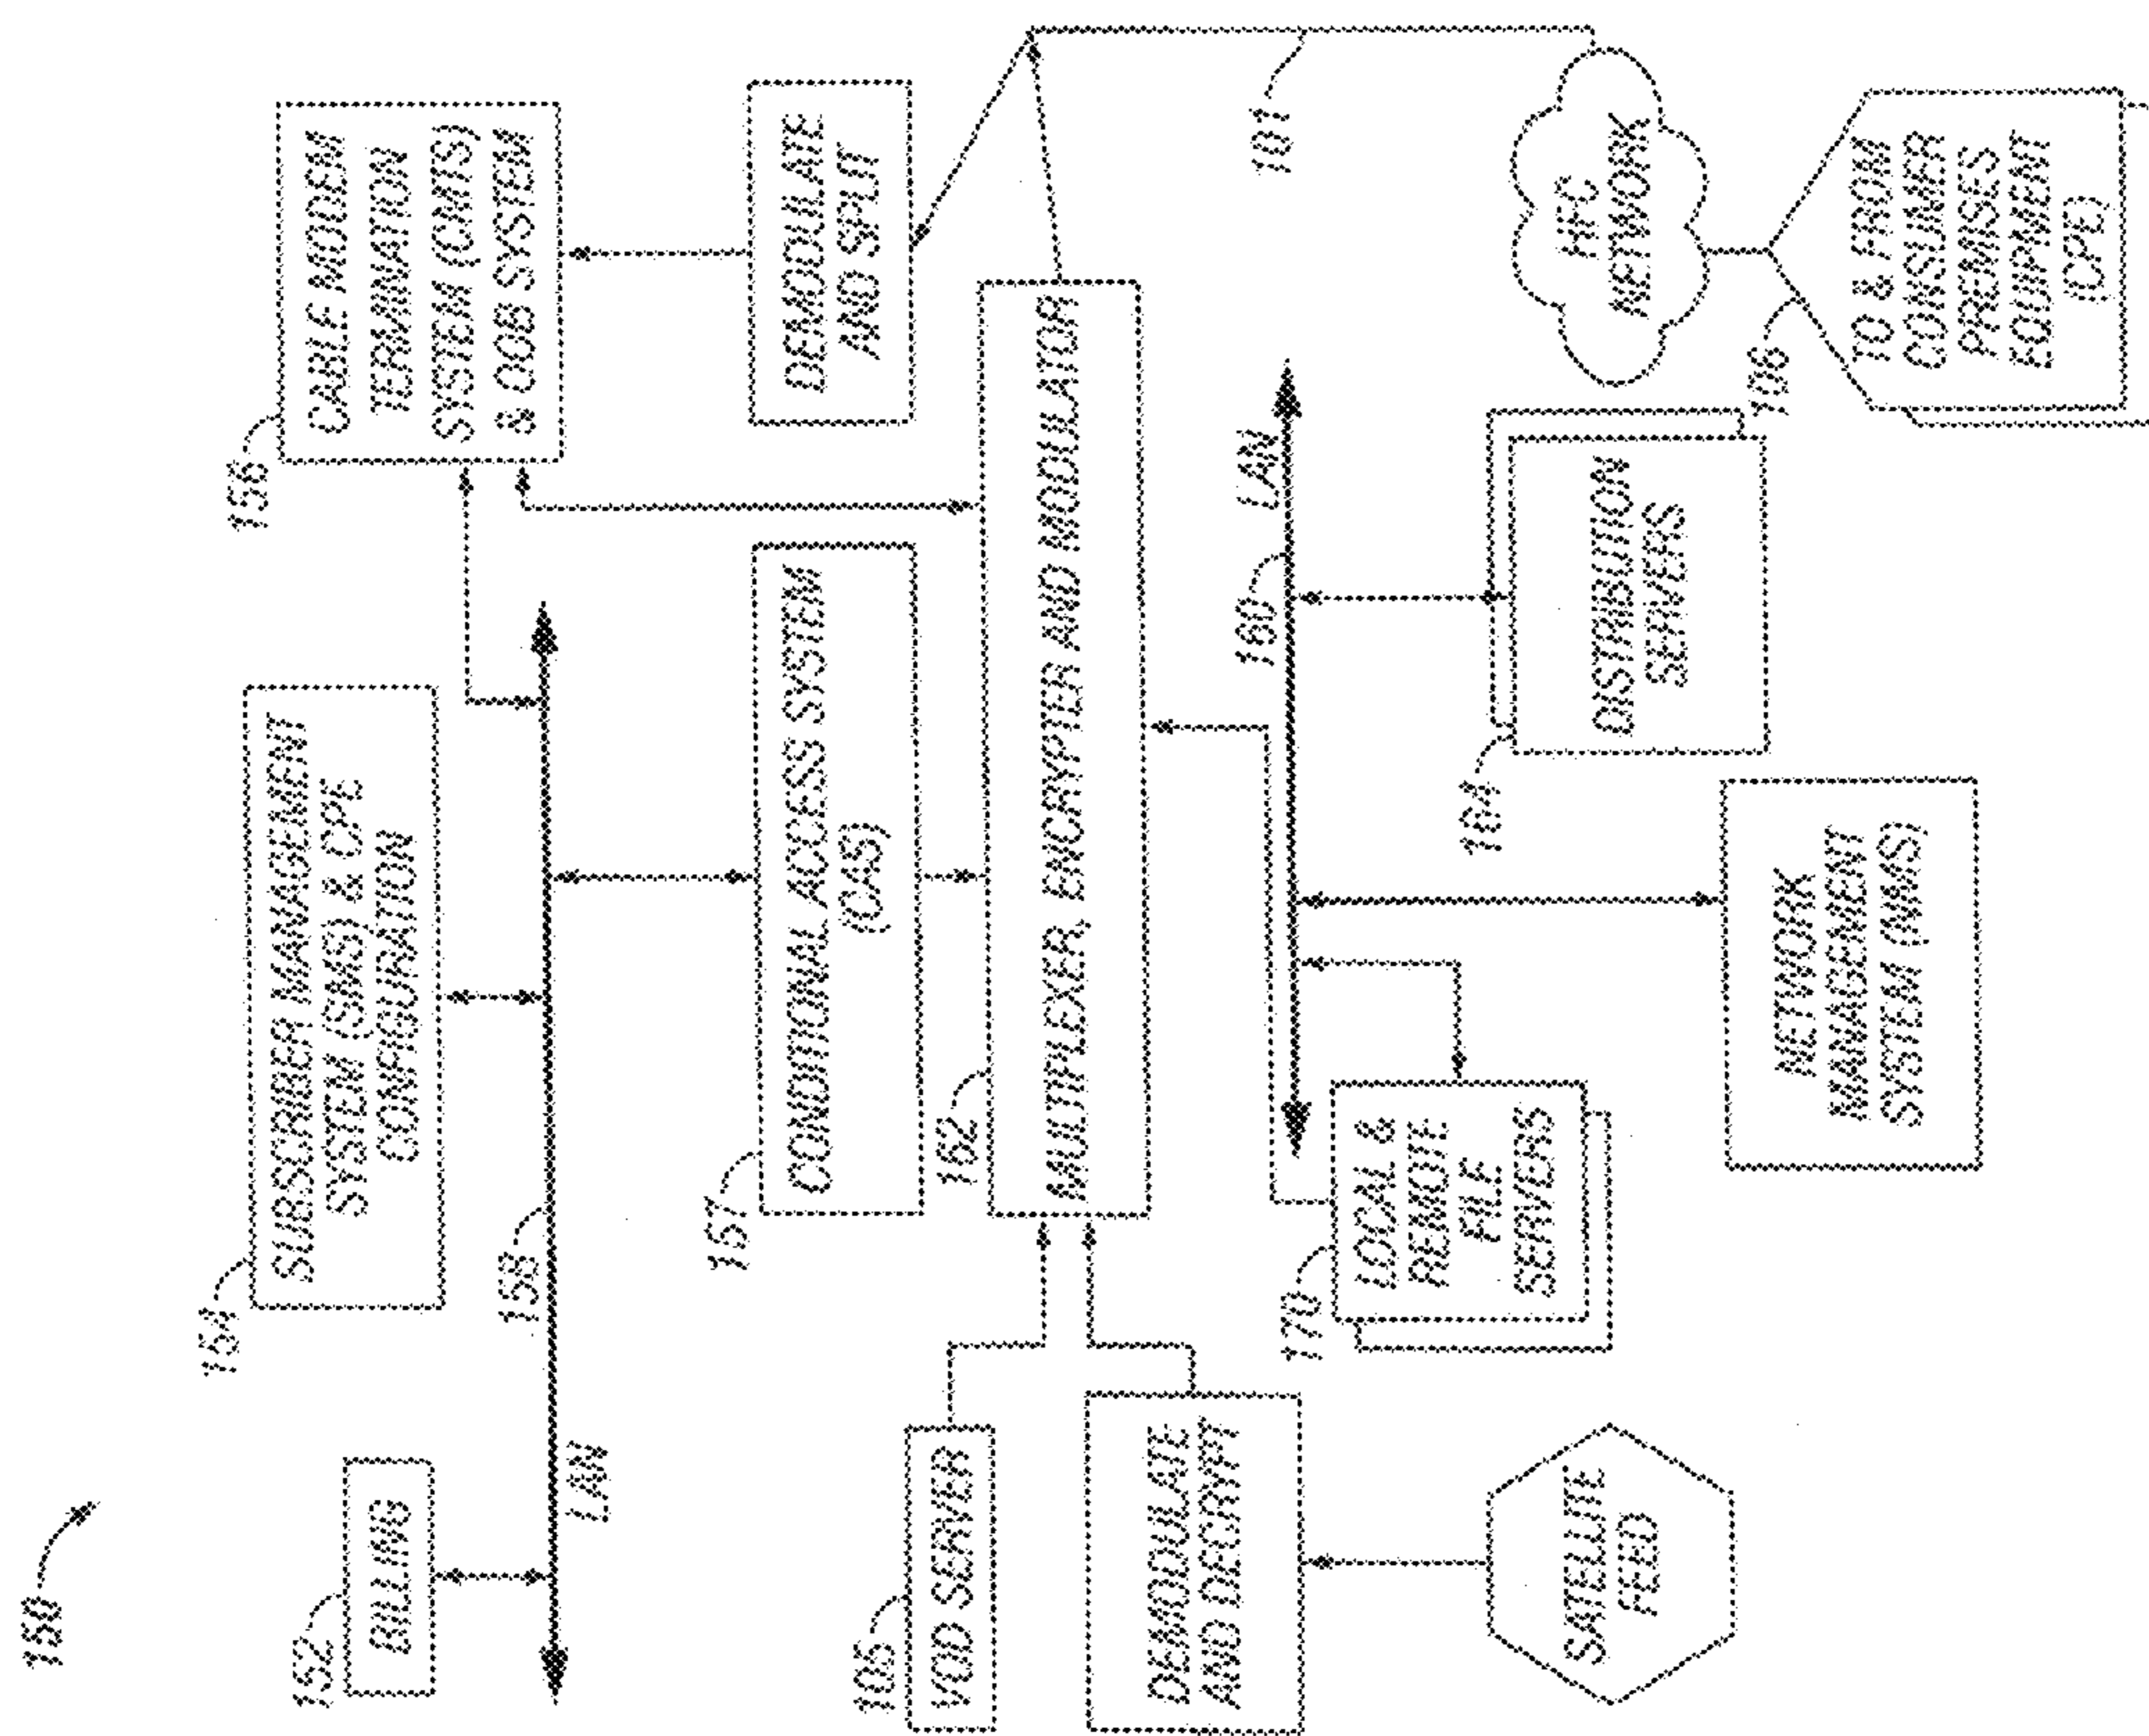 150
152
BILLING
154
SUBSCRIBER MANAGEMENT
SYSTEM (SMS) & CPE
CONFIGURATION
156
CABLE MODEM
TERMINATION
SYSTEM (CMTS)
& OOB SYSTEM
158
LAN
157
CONDITIONAL ACCESS SYSTEM
(CAS)
DEMODULATE
AND SPLIT
105
VOD SERVER
162
MULTIPLEXER, ENCRYPTER AND MODULATOR
DEMODULATE
AND DECRYPT
160
LAN
101
170
LOCAL &
REMOTE
FILE
SERVERS
104
DISTRIBUTION
SERVERS
HFC
NETWORK
SATELLITE
FEED
NETWORK
MANAGEMENT
SYSTEM (NMS)
106
TO & FROM
CONSUMER
PREMISES
EQUIPMENT
(CPE)